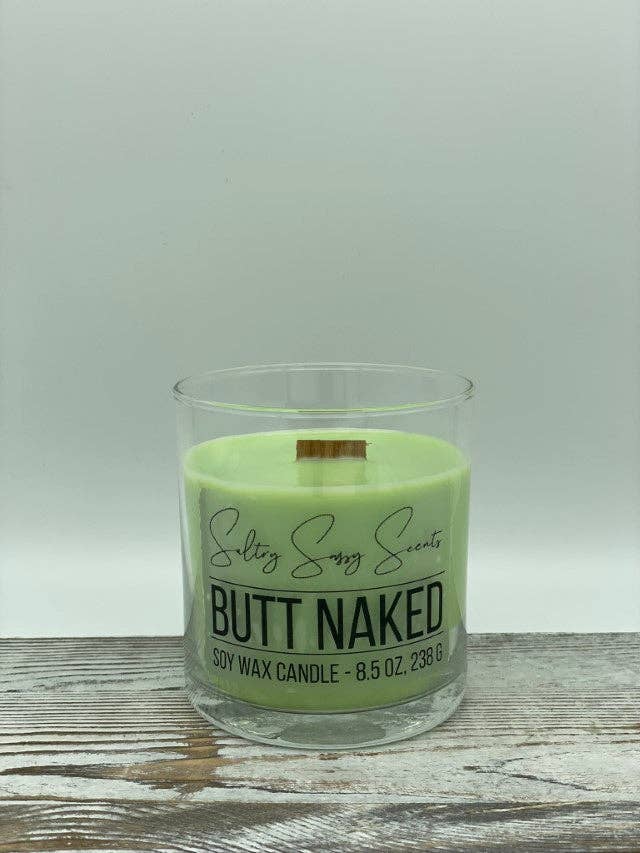 Saltry Sassy Scents
BUTT NAKED
SOY WAX CANDLE - 8.5 OZ, 238 G